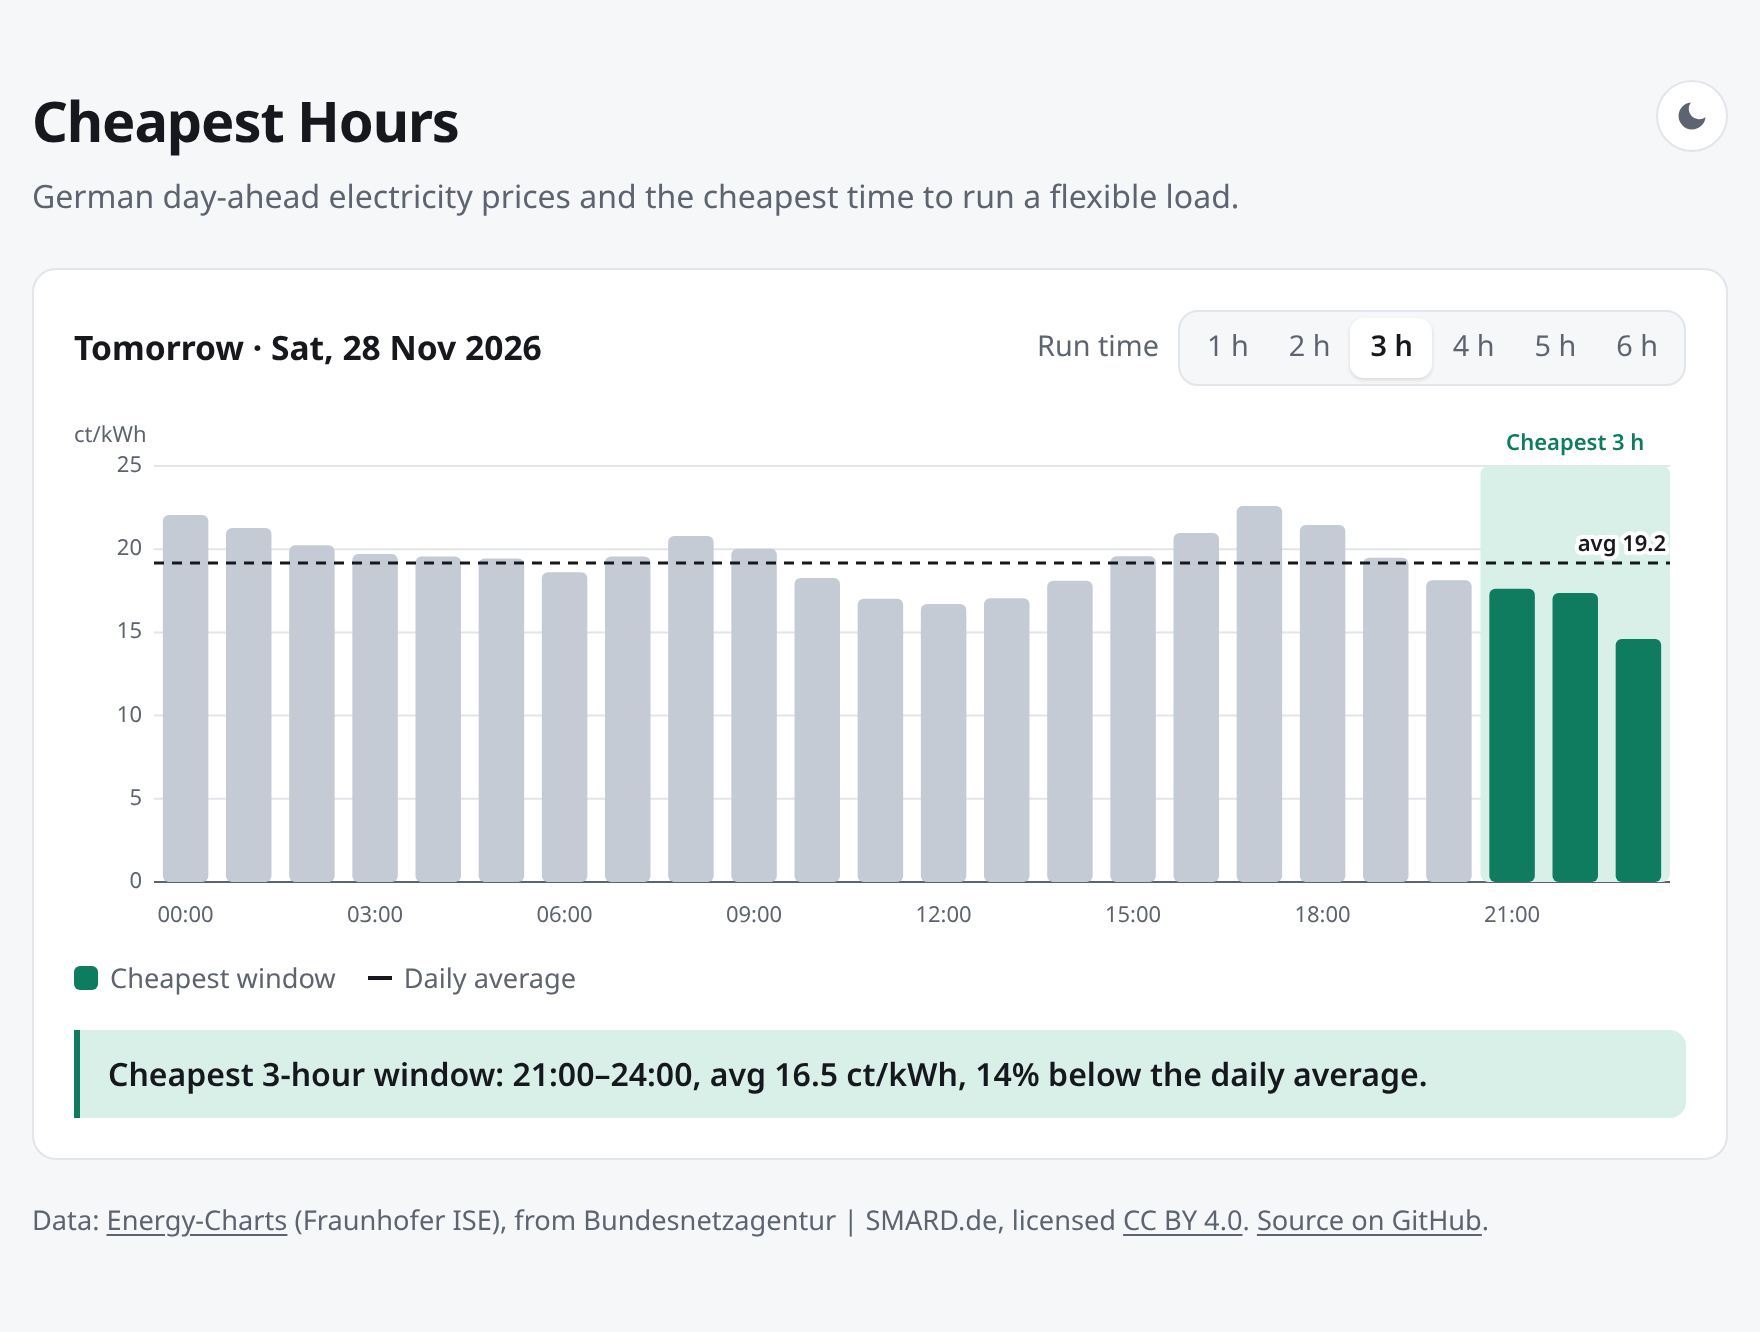 Cheapest Hours
German day-ahead electricity prices and the cheapest time to run a flexible load.
Tomorrow · Sat, 28 Nov 2026
Run time 1 h 2 h 3 h 4 h 5 h 6 h
ct/kWh
Cheapest 3 h
25
20
avg 19.2
15
10
5
0
00:00 03:00 06:00 09:00 12:00 15:00 18:00 21:00
Cheapest window Daily average
Cheapest 3-hour window: 21:00–24:00, avg 16.5 ct/kWh, 14% below the daily average.
Data: Energy-Charts (Fraunhofer ISE), from Bundesnetzagentur | SMARD.de, licensed CC BY 4.0. Source on GitHub.